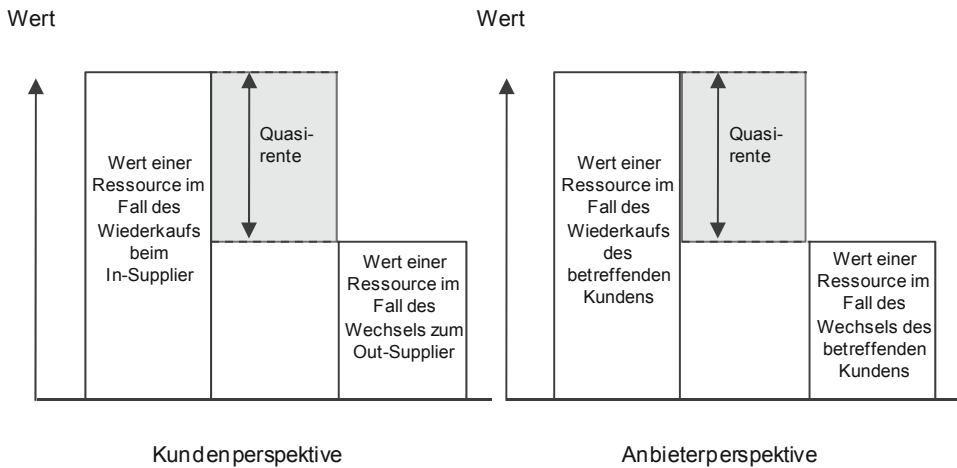 Wert
Quasi-
rente
Wert einer
Ressource im
Fall des
Wiederkaufs
beim
In-Supplier
Wert einer
Ressource im
Fall des
Wechsels zum
Out-Supplier
Kundenperspektive
Wert
Quasi-
rente
Wert einer
Ressource im
Fall des
Wiederkaufs
des
betreffenden
Kundens
Wert einer
Ressource im
Fall des
Wechsels des
betreffenden
Kundens
Anbieterperspektive